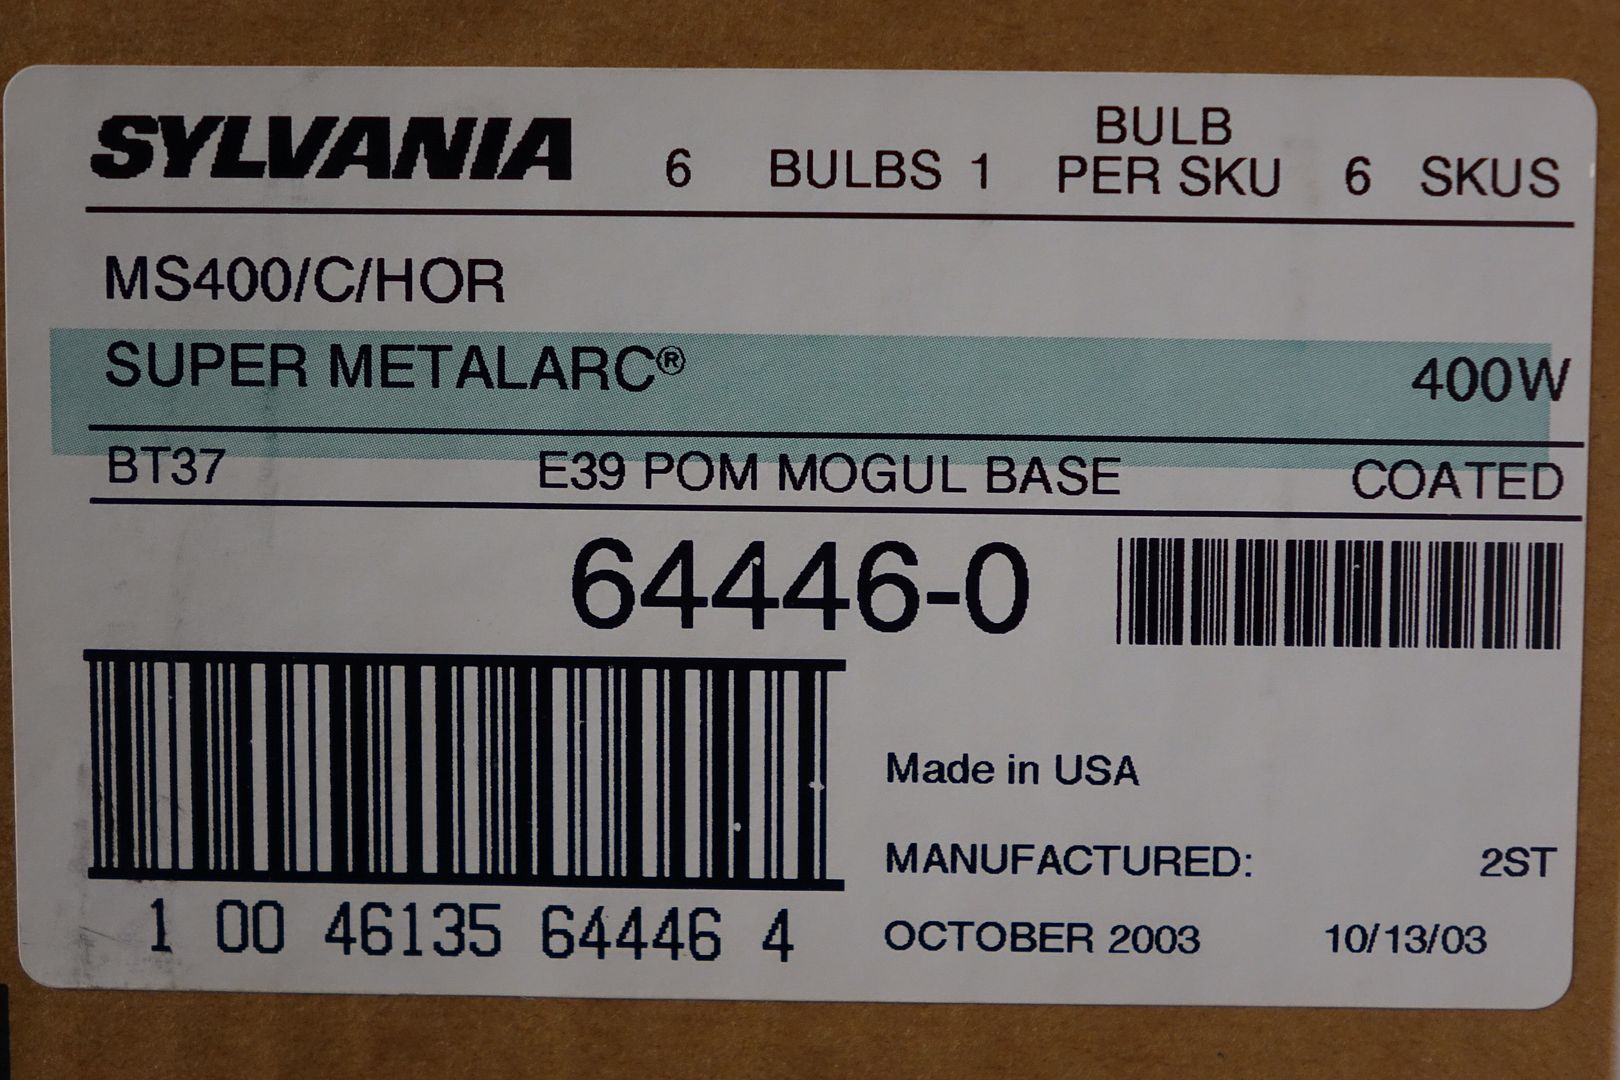 SYLVANIA 6 BULBS 1 BULB PER SKU 6 SKUS
MS400/C/HOR
SUPER METALARC® 400W
BT37 E39 POM MOGUL BASE COATED
64446-0
Made in USA
MANUFACTURED: 2ST
1 00 46135 64446 4 OCTOBER 2003 10/13/03